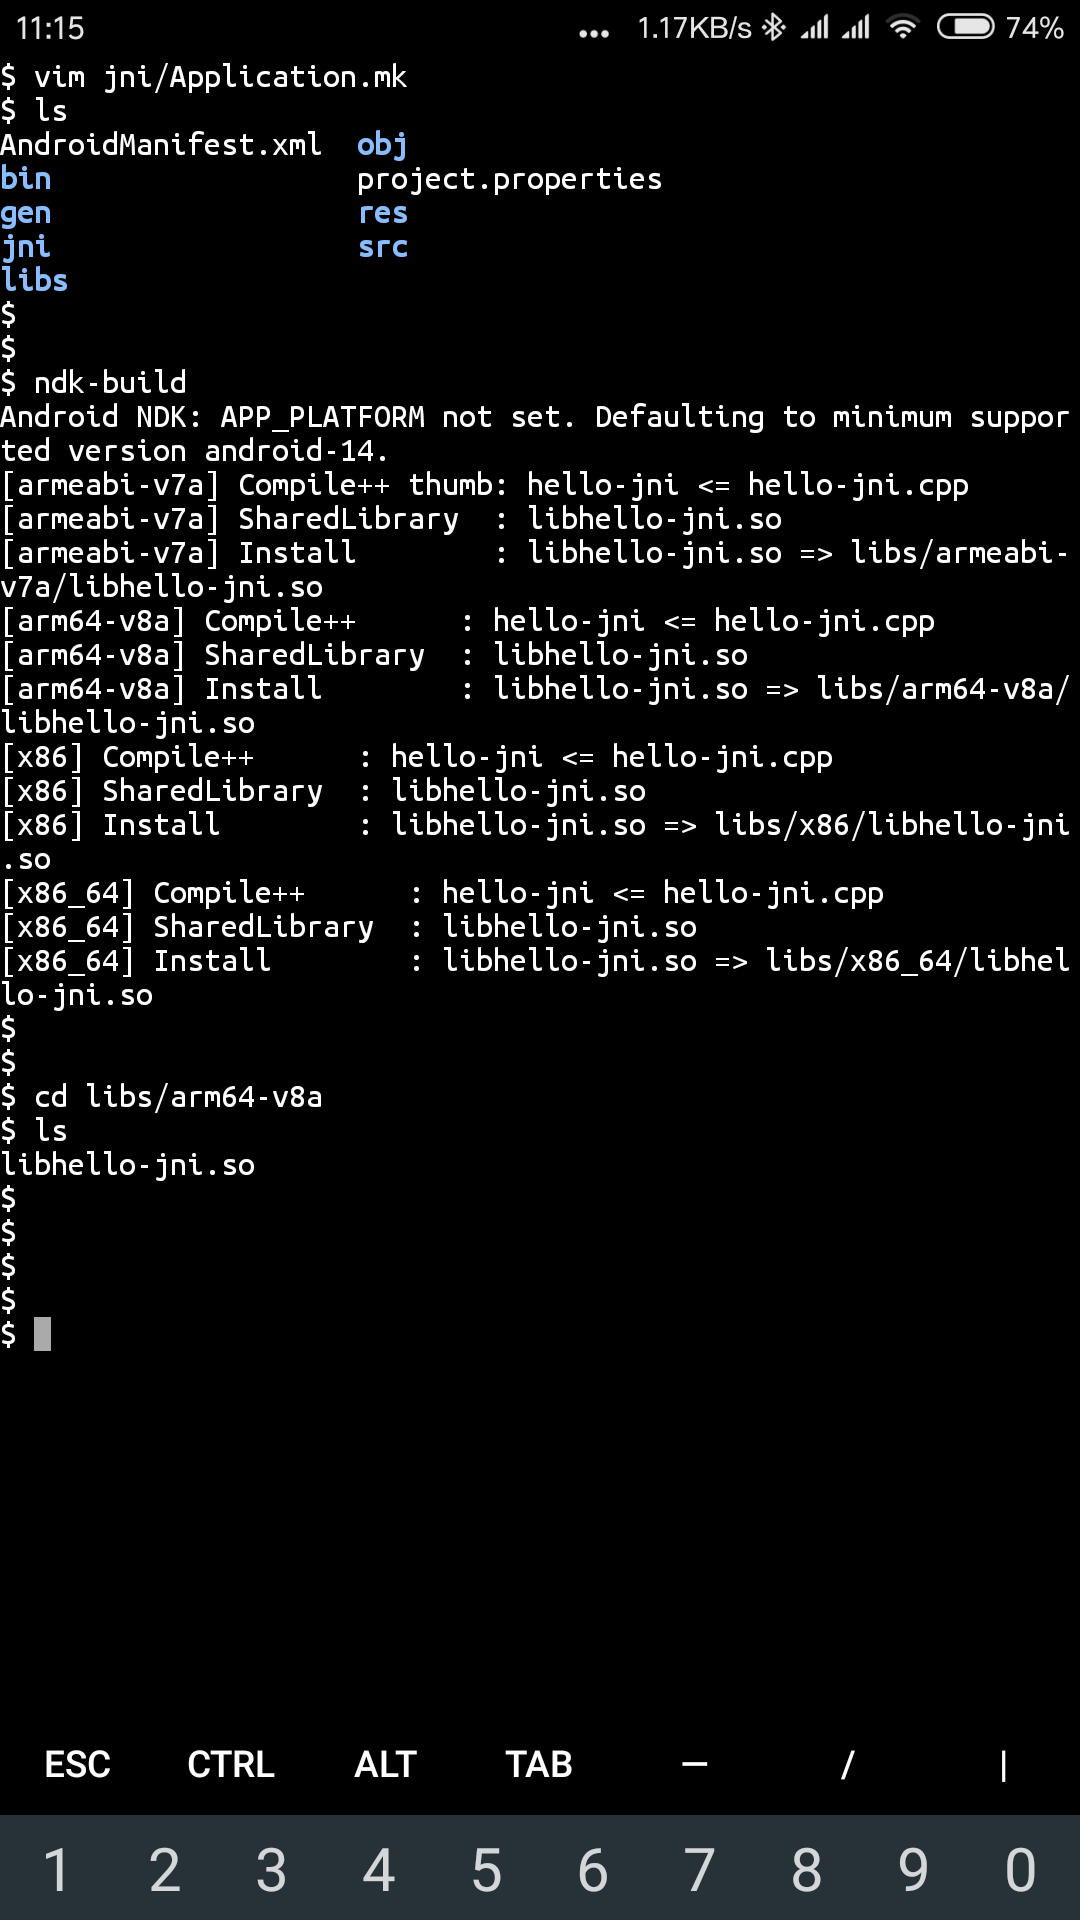 11:15 ... 1.17KB/s 74%
$ vim jni/Application.mk
$ ls
AndroidManifest.xml  obj
bin                  project.properties
gen                  res
jni                  src
libs
$
$
$ ndk-build
Android NDK: APP_PLATFORM not set. Defaulting to minimum suppor
ted version android-14.
[armeabi-v7a] Compile++ thumb: hello-jni <= hello-jni.cpp
[armeabi-v7a] SharedLibrary  : libhello-jni.so
[armeabi-v7a] Install        : libhello-jni.so => libs/armeabi-
v7a/libhello-jni.so
[arm64-v8a] Compile++      : hello-jni <= hello-jni.cpp
[arm64-v8a] SharedLibrary  : libhello-jni.so
[arm64-v8a] Install        : libhello-jni.so => libs/arm64-v8a/
libhello-jni.so
[x86] Compile++      : hello-jni <= hello-jni.cpp
[x86] SharedLibrary  : libhello-jni.so
[x86] Install        : libhello-jni.so => libs/x86/libhello-jni
.so
[x86_64] Compile++      : hello-jni <= hello-jni.cpp
[x86_64] SharedLibrary  : libhello-jni.so
[x86_64] Install        : libhello-jni.so => libs/x86_64/libhel
lo-jni.so
$
$
$ cd libs/arm64-v8a
$ ls
libhello-jni.so
$
$
$
$
$
ESC CTRL ALT TAB — / |
1 2 3 4 5 6 7 8 9 0